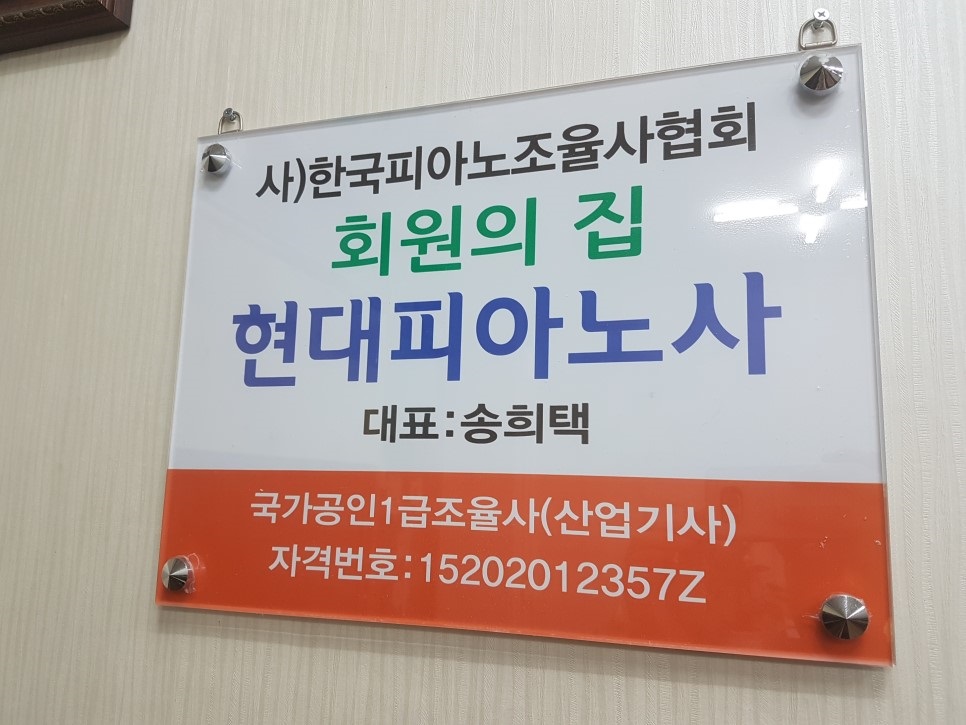 사)한국피아노조율사협회
회원의 집
현대피아노사
대표:송희택
국가공인1급조율사(산업기사)
자격번호:15202012357Z